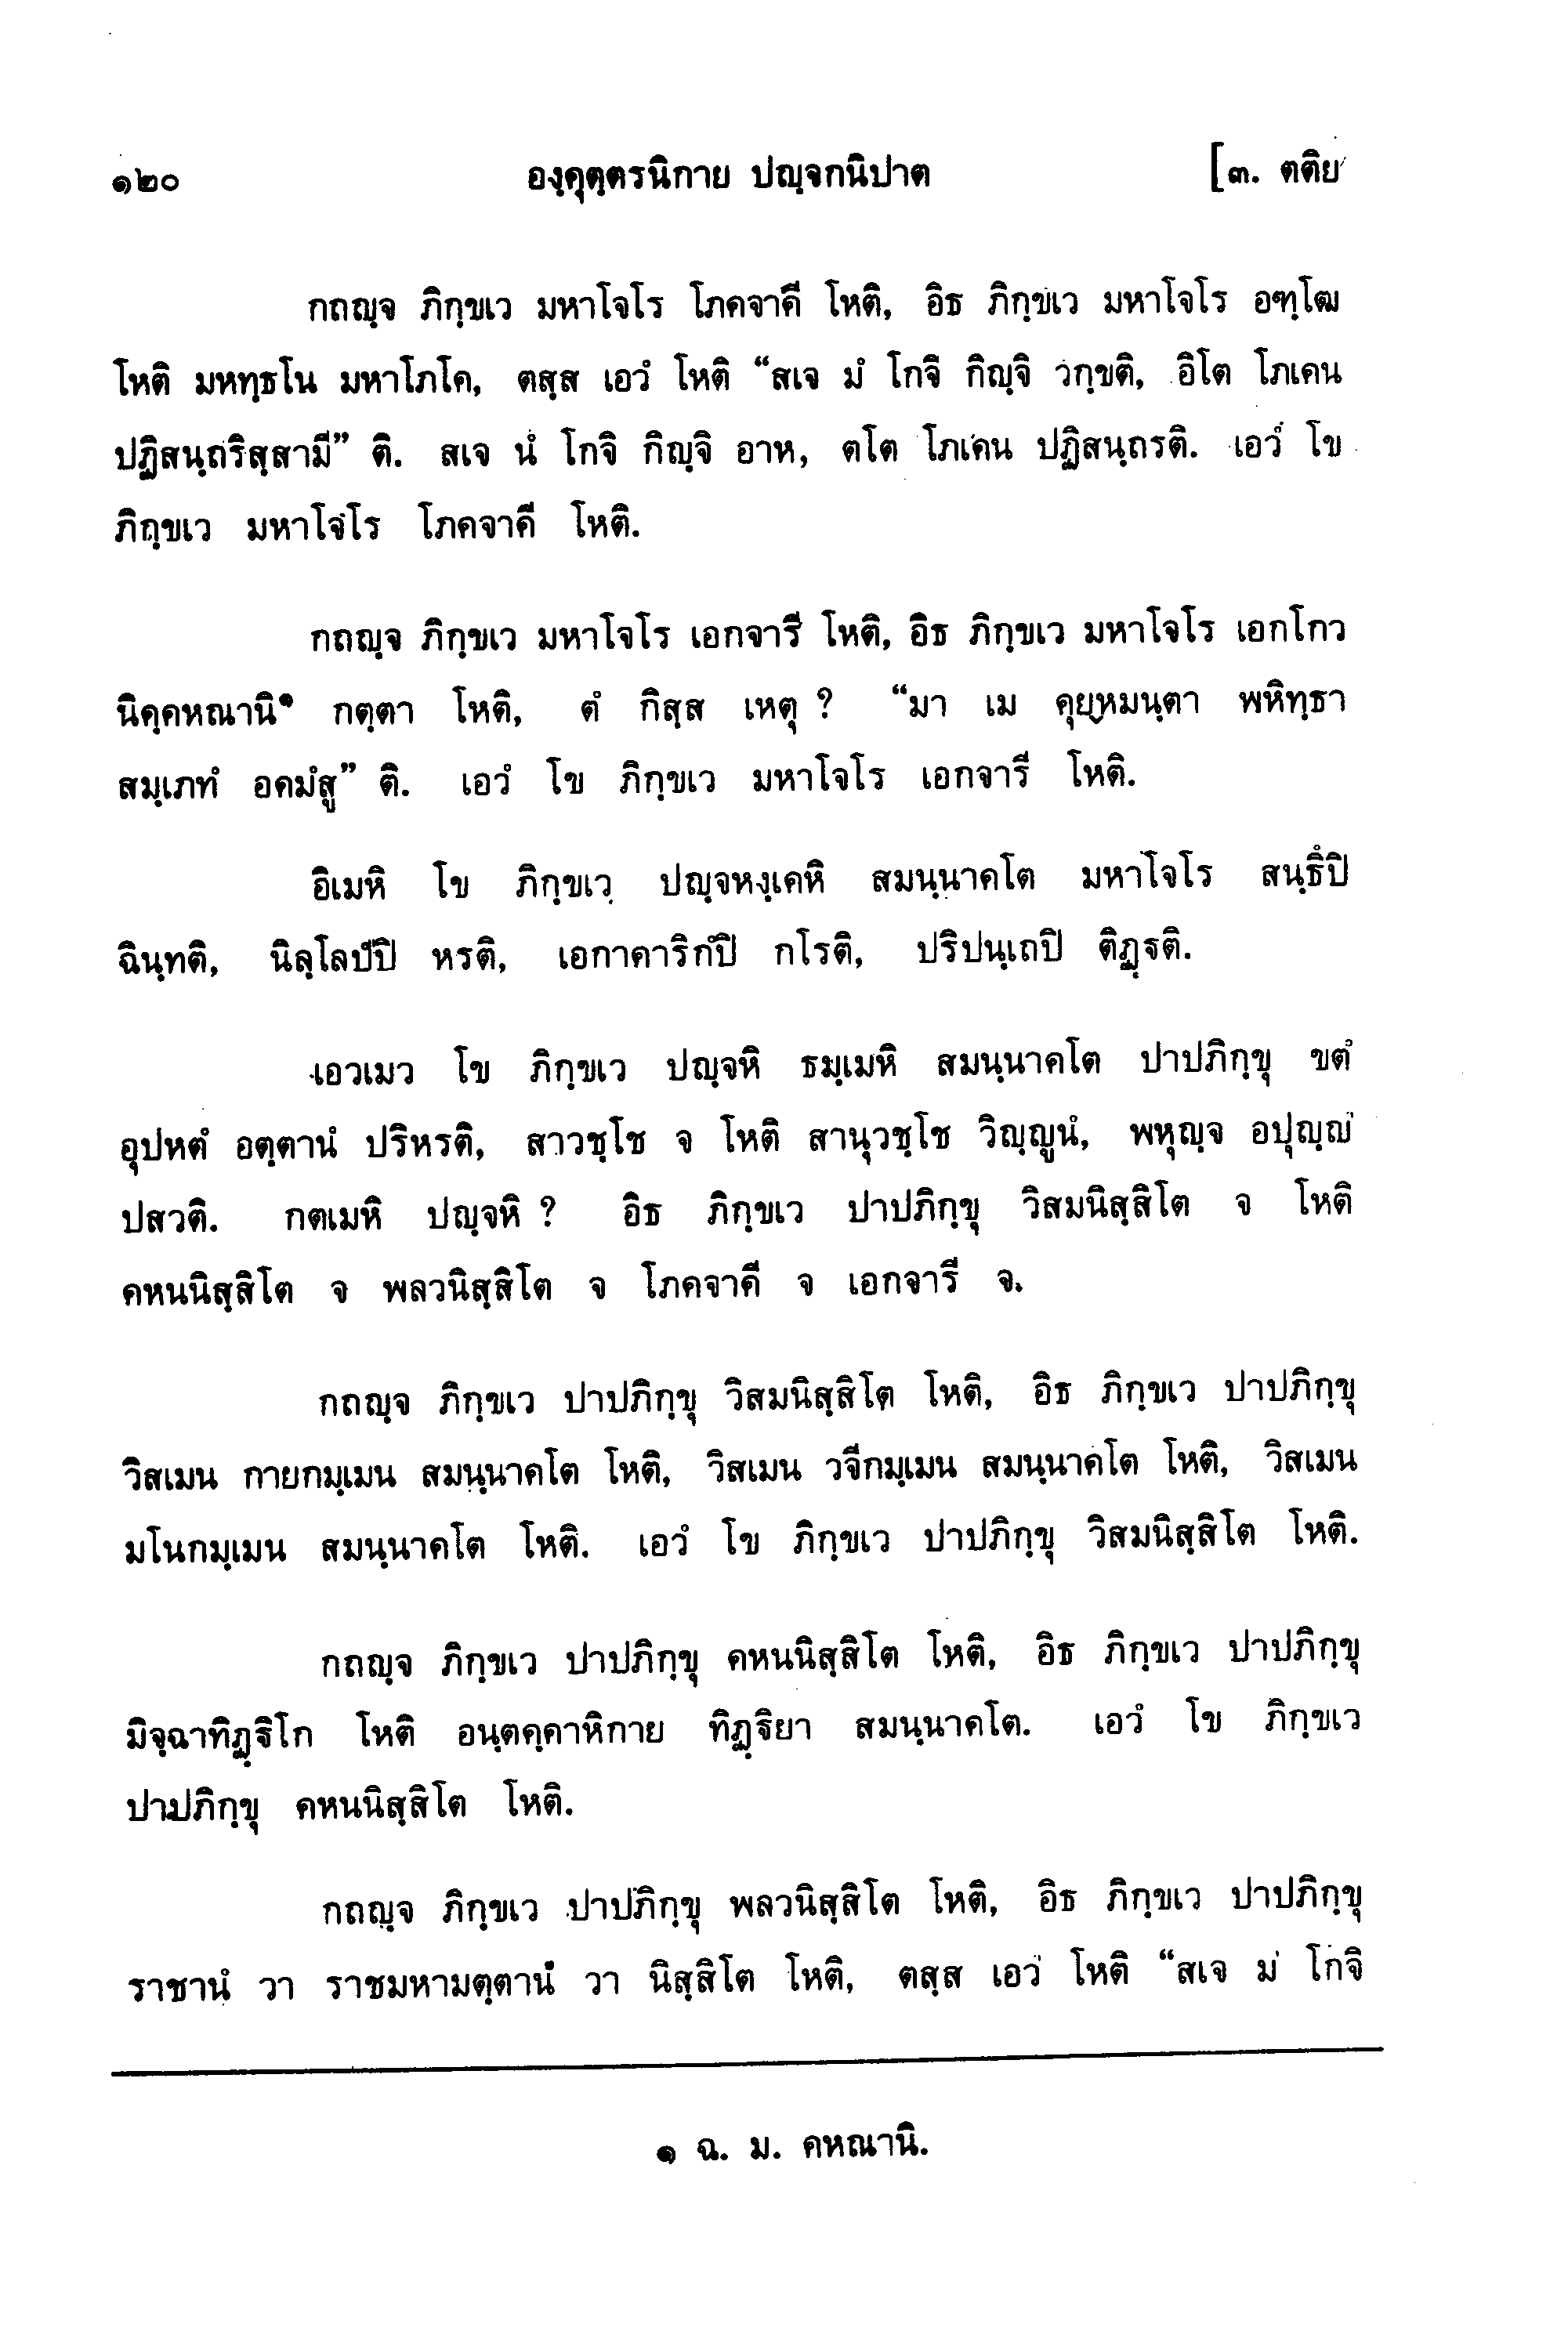 ๑๒๐ องฺคุตฺตรนิกาย ปญฺจกนิปาต [๓. ตติย
กถญฺจ ภิกฺขเว มหาโจโร โภคจาคี โหติ, อิธ ภิกฺขเว มหาโจโร อฑฺโฒ
โหติ มหทฺธโน มหาโภโค, ตสฺส เอวํ โหติ “สเจ มํ โกจิ กิญฺจิ วกฺขติ, อิโต โภเคน
ปฏิสนฺถริสฺสามี” ติ. สเจ นํ โกจิ กิญฺจิ อาห, ตโต โภเคน ปฏิสนฺถรติ. เอวํ โข
ภิกฺขเว มหาโจโร โภคจาคี โหติ.
กถญฺจ ภิกฺขเว มหาโจโร เอกจารี โหติ, อิธ ภิกฺขเว มหาโจโร เอกโกว
นิคฺคหณานิ๑ กตฺตา โหติ, ตํ กิสฺส เหตุ ? “มา เม คุยฺหมนฺตา พหิทฺธา
สมฺเภทํ อคมํสู” ติ. เอวํ โข ภิกฺขเว มหาโจโร เอกจารี โหติ.
อิเมหิ โข ภิกฺขเว ปญฺจหงฺเคหิ สมนฺนาคโต มหาโจโร สนฺธิํปิ
ฉินฺทติ, นิลฺโลปํปิ หรติ, เอกาคาริกํปิ กโรติ, ปริปนฺเถปิ ติฏฺฐติ.
เอวเมว โข ภิกฺขเว ปญฺจหิ ธมฺเมหิ สมนฺนาคโต ปาปภิกฺขุ ขตํ
อุปหตํ อตฺตานํ ปริหรติ, สาวชฺโช จ โหติ สานุวชฺโช วิญฺญูนํ, พหุญฺจ อปุญฺญํ
ปสวติ. กตเมหิ ปญฺจหิ ? อิธ ภิกฺขเว ปาปภิกฺขุ วิสมนิสฺสิโต จ โหติ
คหนนิสฺสิโต จ พลวนิสฺสิโต จ โภคจาคี จ เอกจารี จ.
กถญฺจ ภิกฺขเว ปาปภิกฺขุ วิสมนิสฺสิโต โหติ, อิธ ภิกฺขเว ปาปภิกฺขุ
วิสเมน กายกมฺเมน สมนฺนาคโต โหติ, วิสเมน วจีกมฺเมน สมนฺนาคโต โหติ, วิสเมน
มโนกมฺเมน สมนฺนาคโต โหติ. เอวํ โข ภิกฺขเว ปาปภิกฺขุ วิสมนิสฺสิโต โหติ.
กถญฺจ ภิกฺขเว ปาปภิกฺขุ คหนนิสฺสิโต โหติ, อิธ ภิกฺขเว ปาปภิกฺขุ
มิจฺฉาทิฏฺฐิโก โหติ อนฺตคฺคาหิกาย ทิฏฺฐิยา สมนฺนาคโต. เอวํ โข ภิกฺขเว
ปาปภิกฺขุ คหนนิสฺสิโต โหติ.
กถญฺจ ภิกฺขเว ปาปภิกฺขุ พลวนิสฺสิโต โหติ, อิธ ภิกฺขเว ปาปภิกฺขุ
ราชานํ วา ราชมหามตฺตานํ วา นิสฺสิโต โหติ, ตสฺส เอวํ โหติ “สเจ มํ โกจิ
๑ ฉ. ม. คหณานิ.